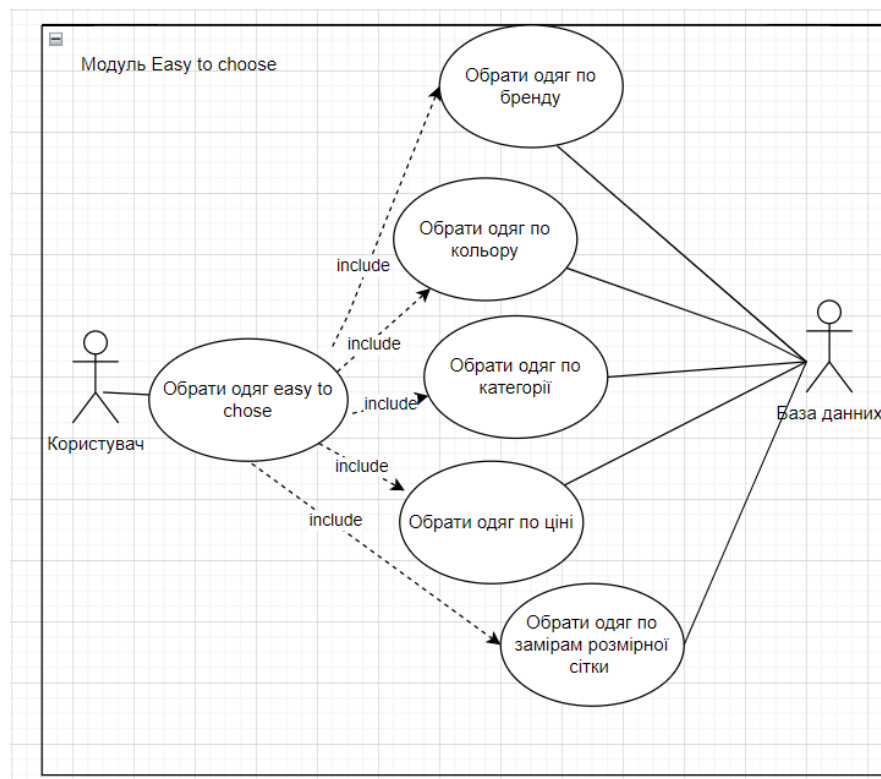 Модуль Easy to choose
Обрати одяг по
бренду
Обрати одяг по
кольору
include
include
Обрати одяг по
категорії
include
Обрати одяг easy to
chose
Користувач
База данних
include
Обрати одяг по ціні
include
Обрати одяг по
замірам розмірної
сітки